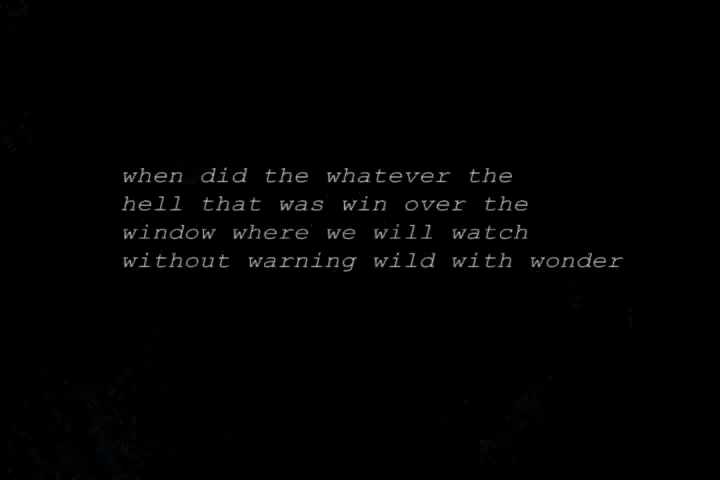 when did the whatever the
hell that was win over the
window where we will watch
without warning wild with wonder